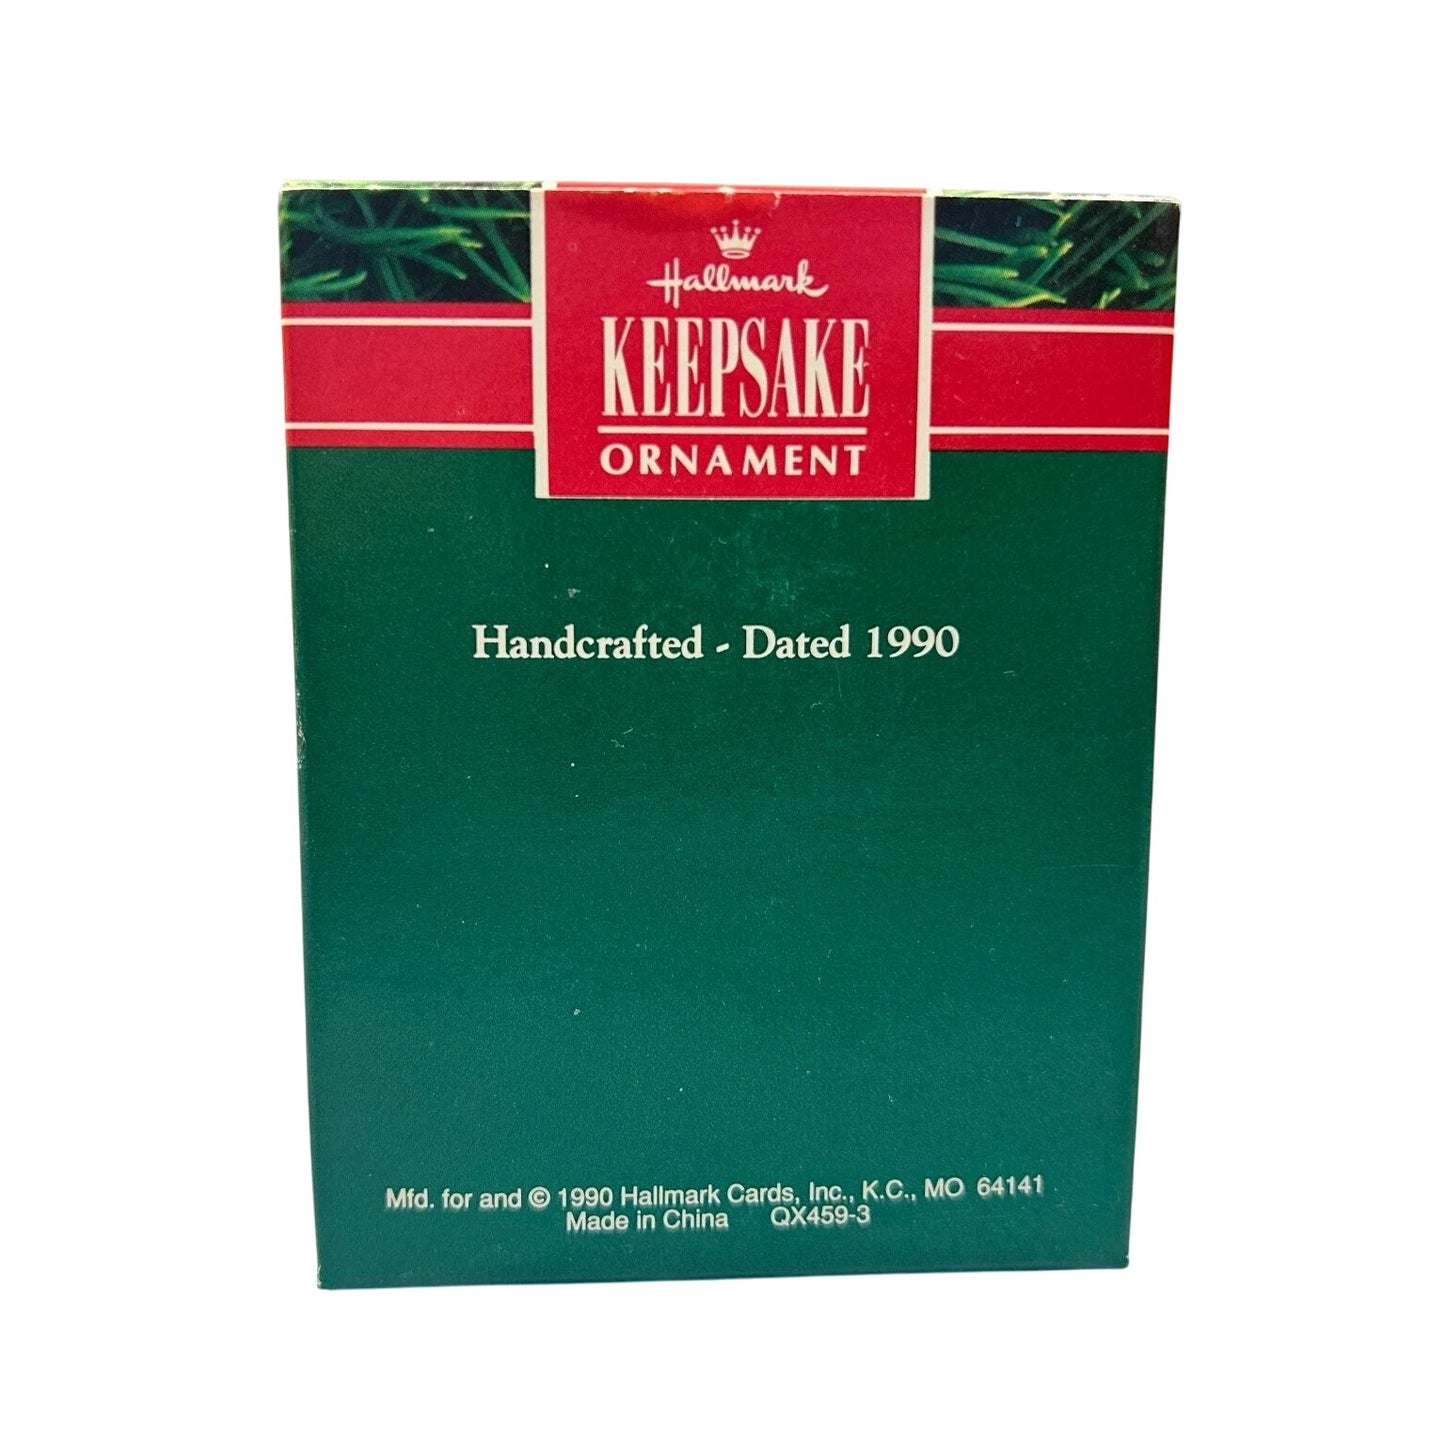 Hallmark
KEEPSAKE
ORNAMENT
Handcrafted - Dated 1990
Mfd. for and © 1990 Hallmark Cards, Inc., K.C., MO 64141
Made in China QX459-3